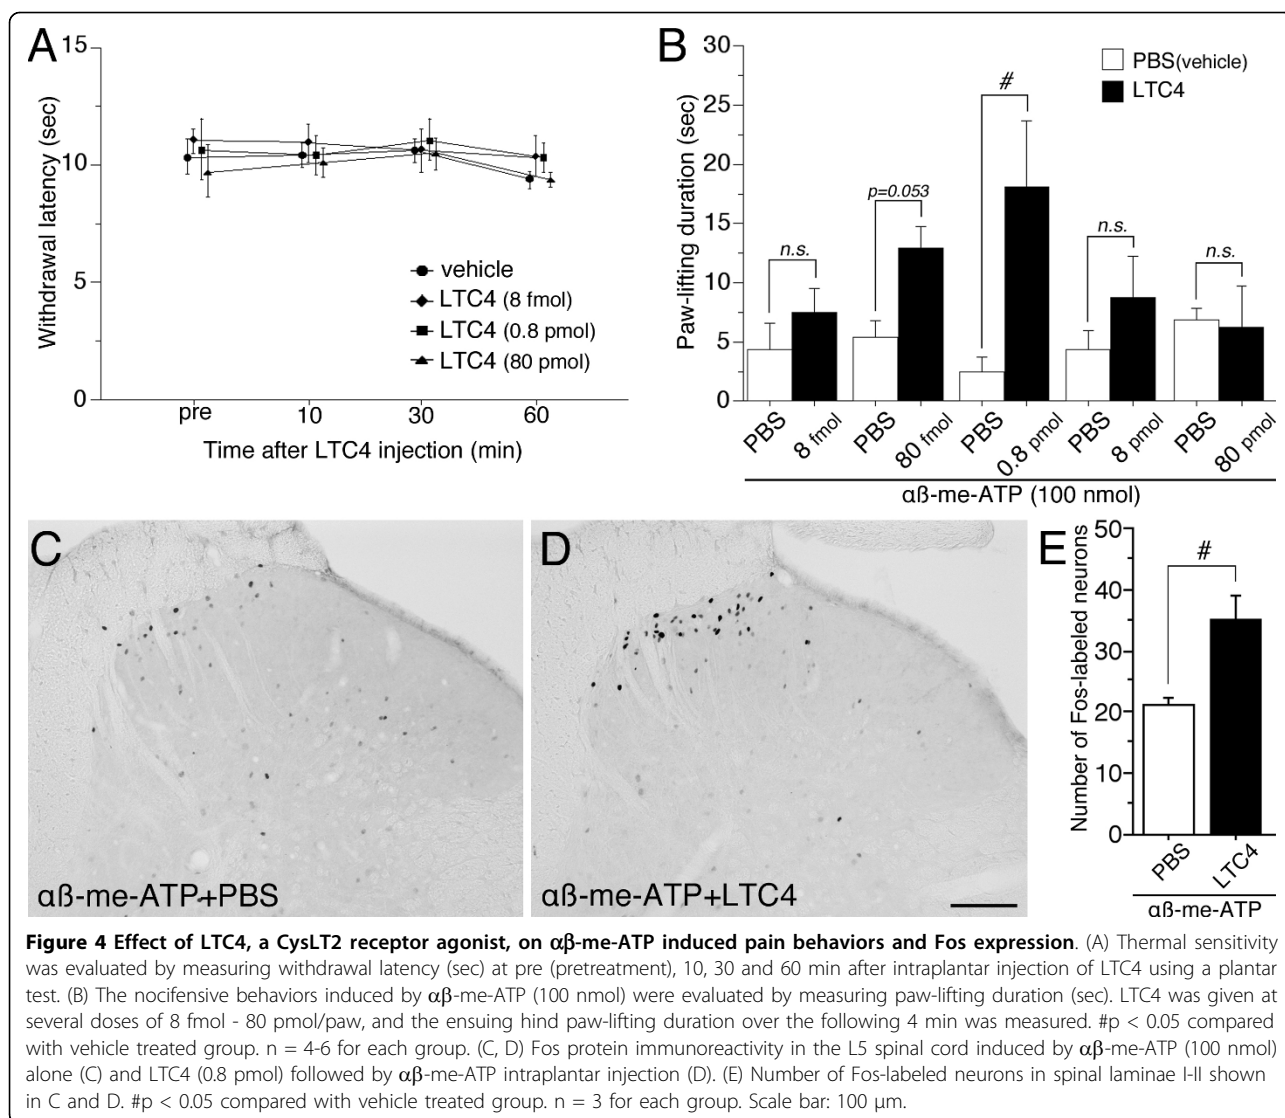 A
15
10
5
0
Withdrawal latency (sec)
vehicle
LTC4 (8 fmol)
LTC4 (0.8 pmol)
LTC4 (80 pmol)
pre 10 30 60
Time after LTC4 injection (min)
B
30
25
20
15
10
5
0
Paw-lifting duration (sec)
PBS(vehicle)
LTC4
n.s.
p=0.053
#
n.s.
n.s.
PBS 8 fmol PBS 80 fmol PBS 0.8 pmol PBS 8 pmol PBS 80 pmol
αß-me-ATP (100 nmol)
C
αß-me-ATP+PBS
D
αß-me-ATP+LTC4
E
50
40
30
20
10
0
Number of Fos-labeled neurons
#
PBS LTC4
αß-me-ATP
Figure 4 Effect of LTC4, a CysLT2 receptor agonist, on αβ-me-ATP induced pain behaviors and Fos expression. (A) Thermal sensitivity
was evaluated by measuring withdrawal latency (sec) at pre (pretreatment), 10, 30 and 60 min after intraplantar injection of LTC4 using a plantar
test. (B) The nocifensive behaviors induced by αβ-me-ATP (100 nmol) were evaluated by measuring paw-lifting duration (sec). LTC4 was given at
several doses of 8 fmol - 80 pmol/paw, and the ensuing hind paw-lifting duration over the following 4 min was measured. #p < 0.05 compared
with vehicle treated group. n = 4-6 for each group. (C, D) Fos protein immunoreactivity in the L5 spinal cord induced by αβ-me-ATP (100 nmol)
alone (C) and LTC4 (0.8 pmol) followed by αβ-me-ATP intraplantar injection (D). (E) Number of Fos-labeled neurons in spinal laminae I-II shown
in C and D. #p < 0.05 compared with vehicle treated group. n = 3 for each group. Scale bar: 100 μm.